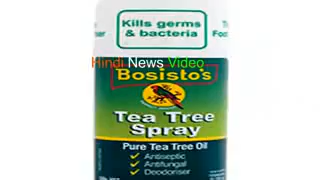 Kills germs
& bacteria
Hindi News Video
Bosisto's
Tea Tree
Spray
Pure Tea Tree Oil
✓ Antiseptic
✓ Antifungal
✓ Deodoriser